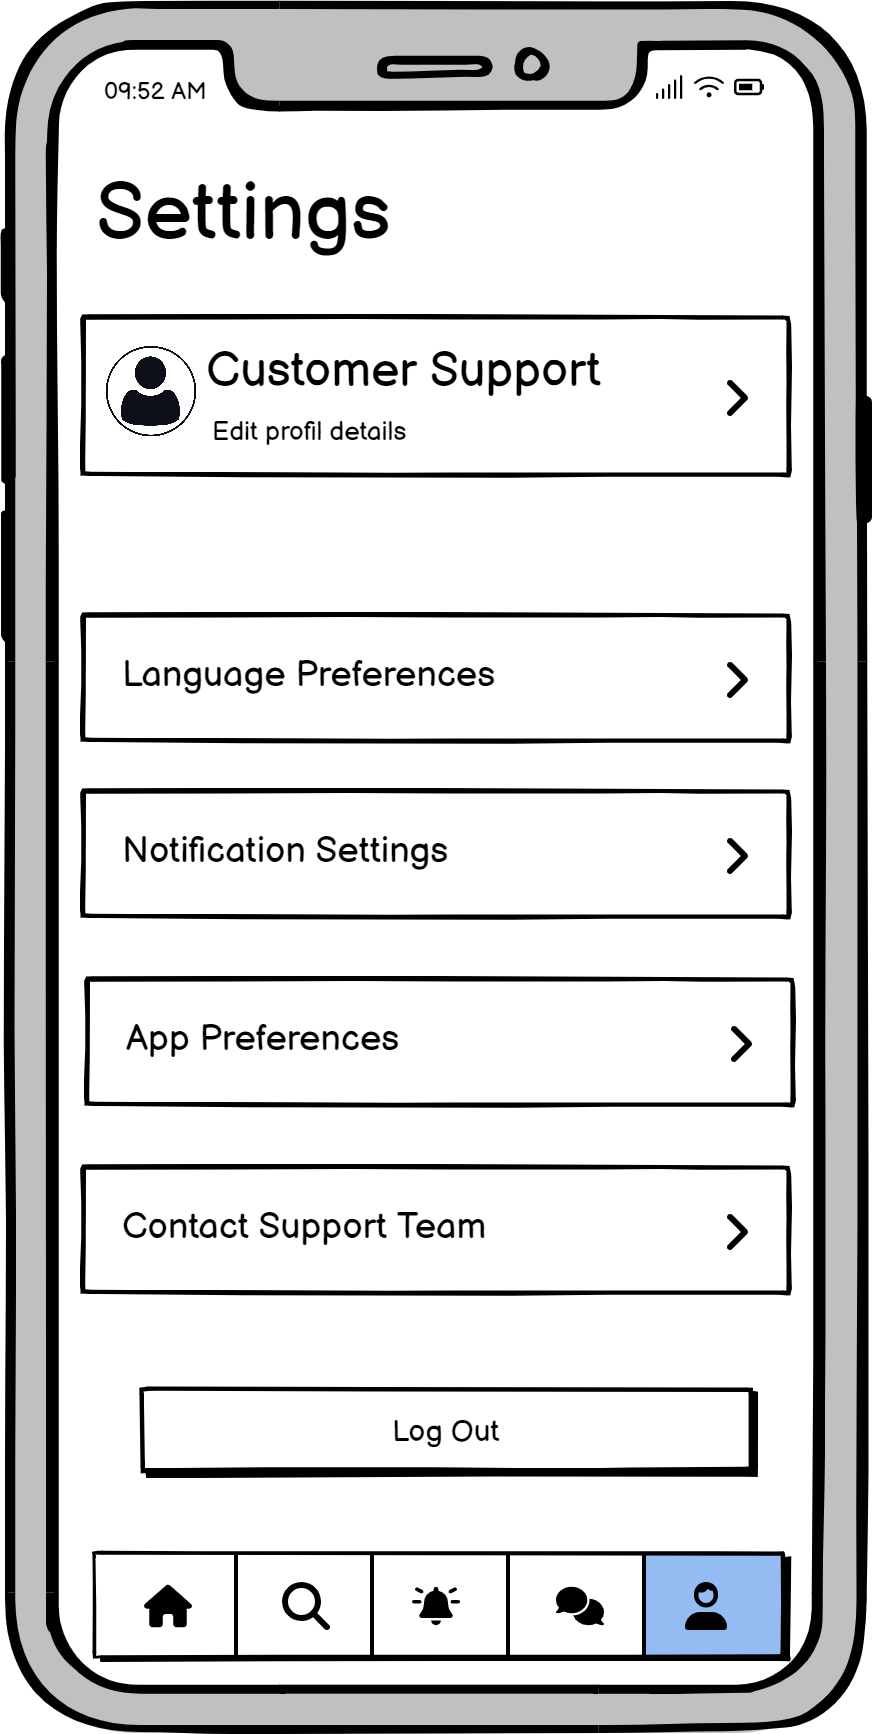 09:52 AM
Settings
Customer Support
Edit profil details
Language Preferences
Notification Settings
App Preferences
Contact Support Team
Log Out